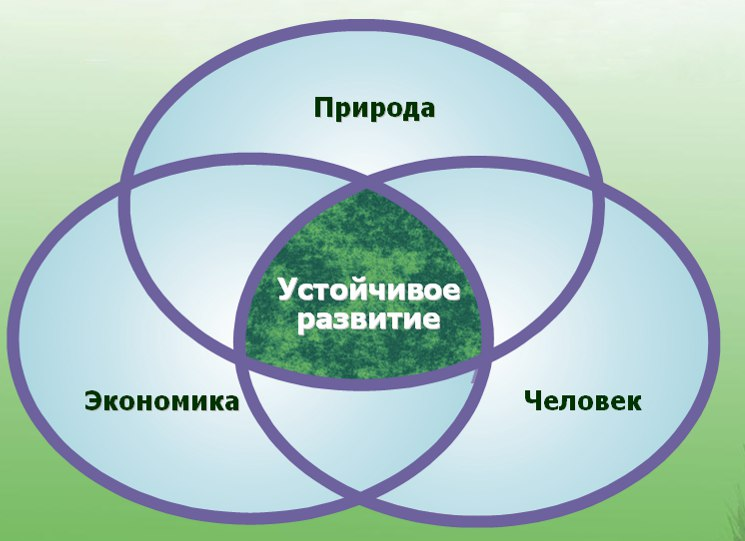 Природа
Устойчивое
развитие
Экономика
Человек